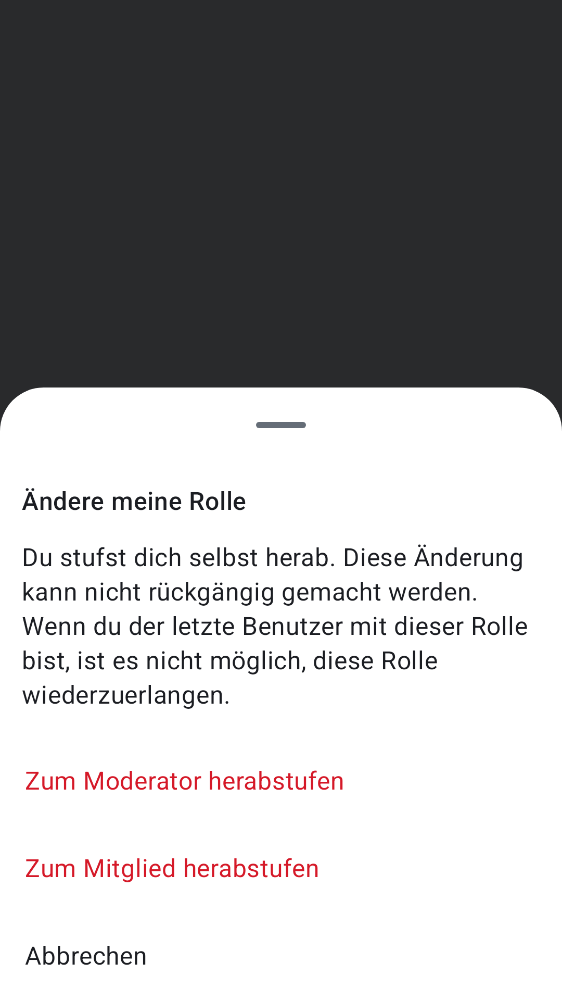 Ändere meine Rolle
Du stufst dich selbst herab. Diese Änderung
kann nicht rückgängig gemacht werden.
Wenn du der letzte Benutzer mit dieser Rolle
bist, ist es nicht möglich, diese Rolle
wiederzuerlangen.
Zum Moderator herabstufen
Zum Mitglied herabstufen
Abbrechen